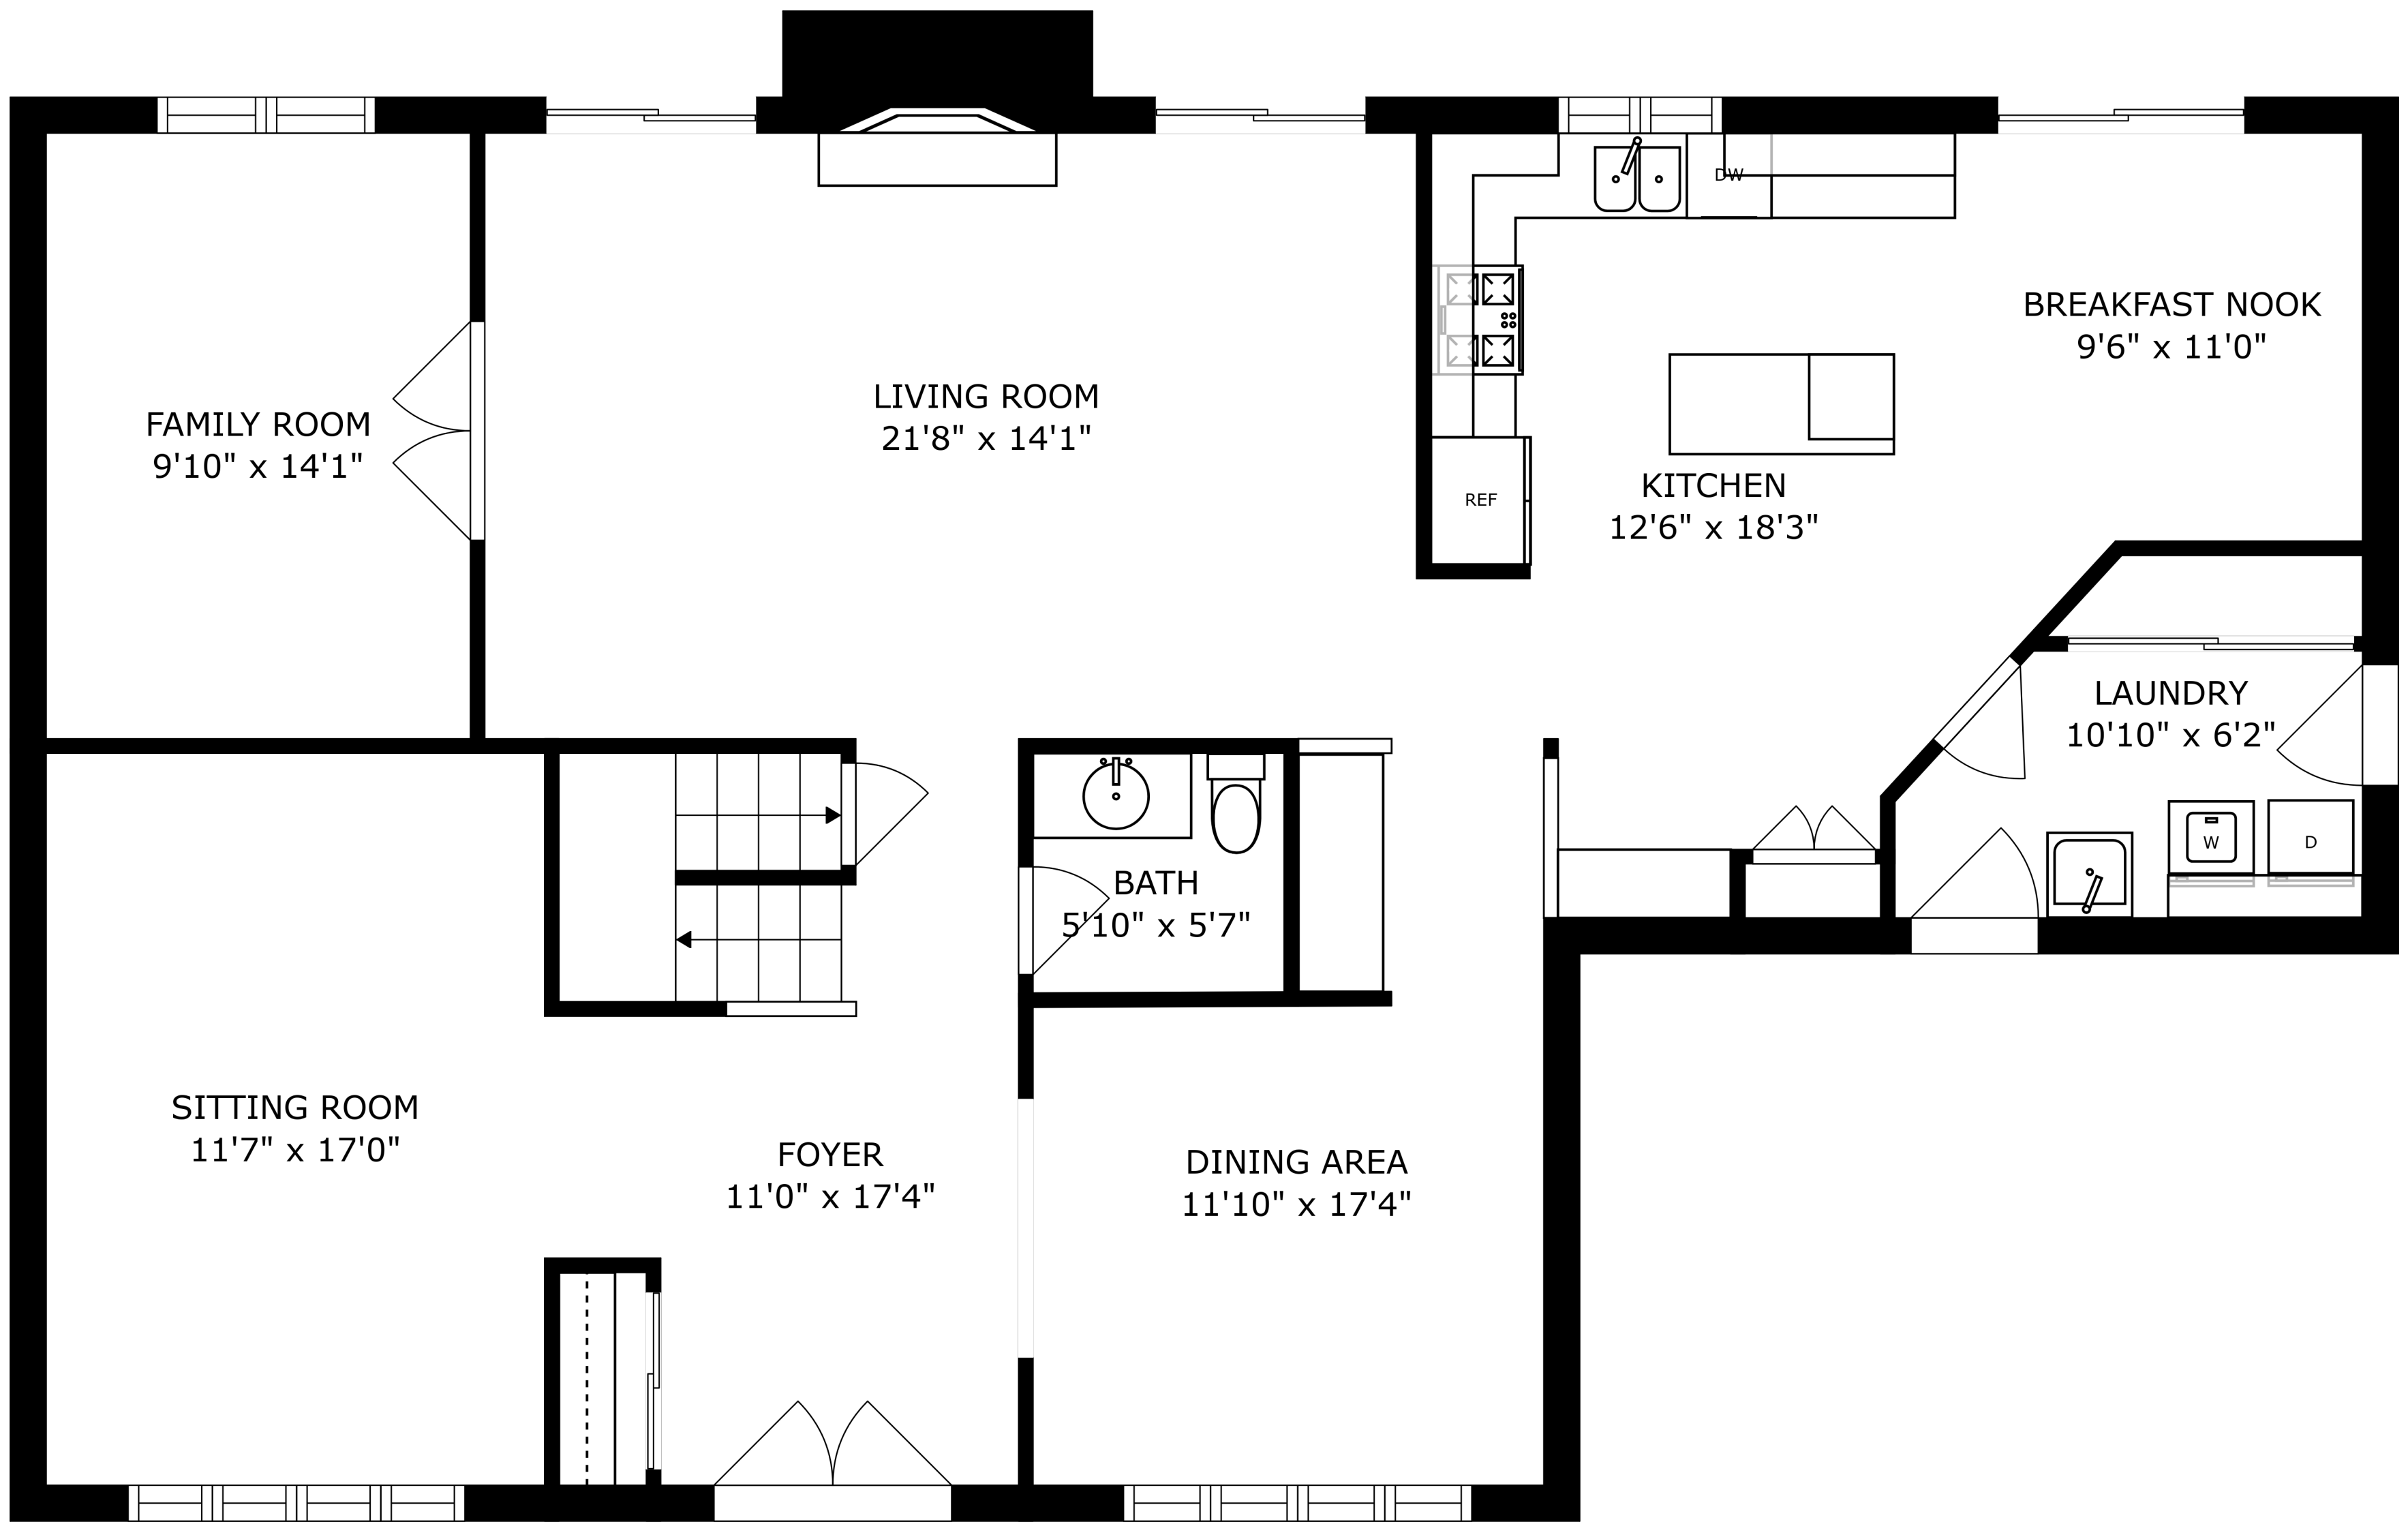 FAMILY ROOM
9'10" x 14'1"
LIVING ROOM
21'8" x 14'1"
DW
REF
KITCHEN
12'6" x 18'3"
BREAKFAST NOOK
9'6" x 11'0"
LAUNDRY
10'10" x 6'2"
W
D
BATH
5'10" x 5'7"
SITTING ROOM
11'7" x 17'0"
FOYER
11'0" x 17'4"
DINING AREA
11'10" x 17'4"